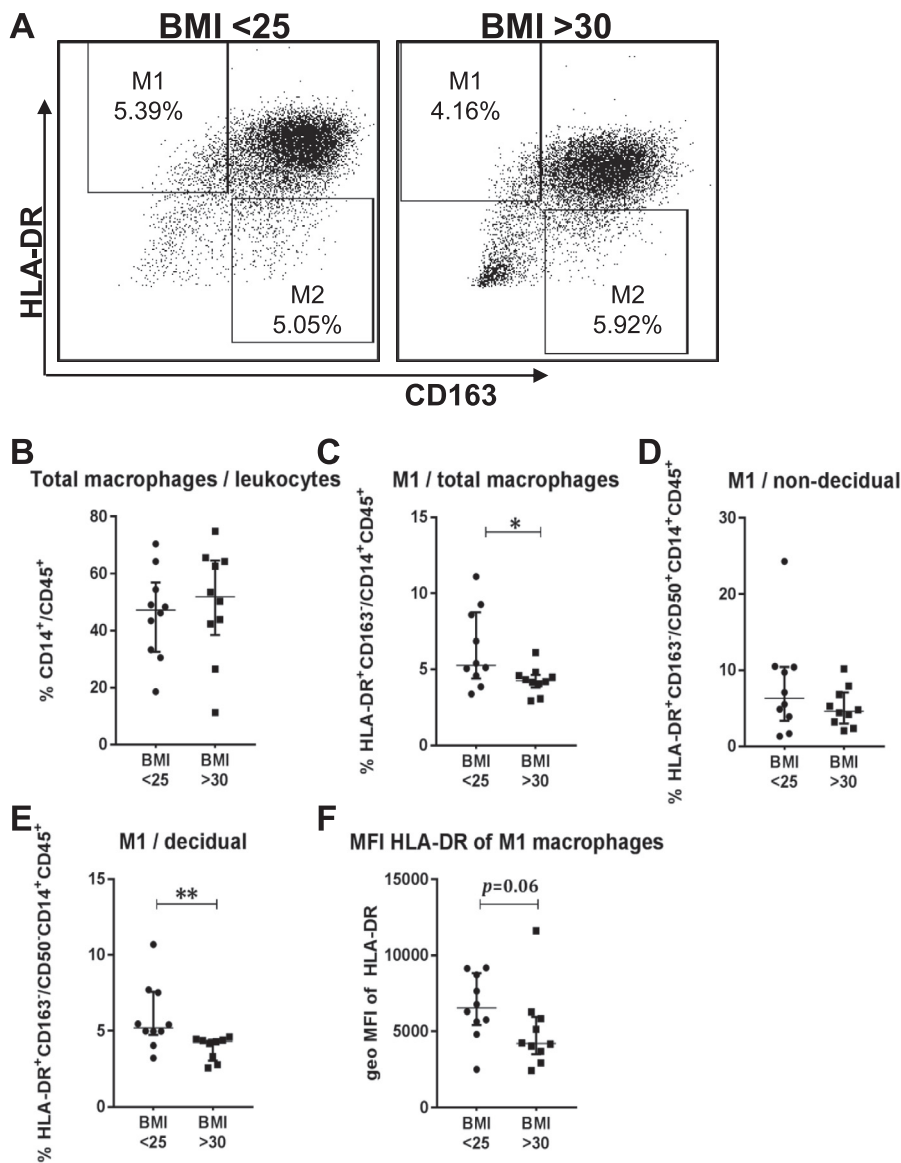 A
BMI <25
BMI >30
M1
5.39%
M2
5.05%
M1
4.16%
M2
5.92%
HLA-DR
CD163
B
Total macrophages / leukocytes
% CD14⁺/CD45⁺
80
60
40
20
0
BMI
<25
BMI
>30
C
M1 / total macrophages
% HLA-DR⁺CD163⁻/CD14⁺CD45⁺
15
10
5
0
*
BMI
<25
BMI
>30
D
M1 / non-decidual
% HLA-DR⁺CD163⁻/CD50⁺CD14⁺CD45⁺
30
20
10
0
BMI
<25
BMI
>30
E
M1 / decidual
% HLA-DR⁺CD163⁻/CD50⁻CD14⁺CD45⁺
15
10
5
0
**
BMI
<25
BMI
>30
F
MFI HLA-DR of M1 macrophages
geo MFI of HLA-DR
15000
10000
5000
0
p=0.06
BMI
<25
BMI
>30